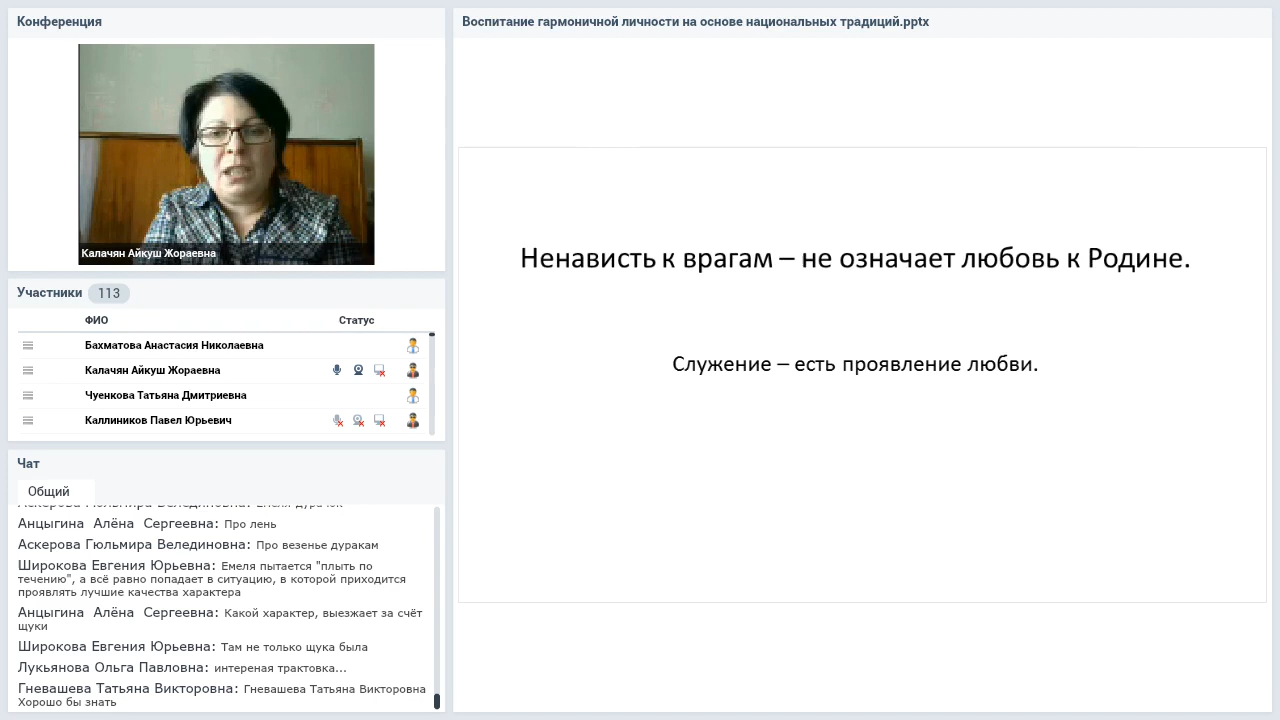 Конференция
Калачян Айкуш Жораевна
Участники 113
ФИО Статус
Бахматова Анастасия Николаевна
Калачян Айкуш Жораевна
Чуенкова Татьяна Дмитриевна
Каллиников Павел Юрьевич
Чат
Общий
Анцыгина Алёна Сергеевна: Про лень
Аскерова Гюльмира Велединовна: Про везенье дуракам
Широкова Евгения Юрьевна: Емеля пытается "плыть по
течению", а всё равно попадает в ситуацию, в которой приходится
проявлять лучшие качества характера
Анцыгина Алёна Сергеевна: Какой характер, выезжает за счёт
щуки
Широкова Евгения Юрьевна: Там не только щука была
Лукьянова Ольга Павловна: интереная трактовка...
Гневашева Татьяна Викторовна: Гневашева Татьяна Викторовна
Хорошо бы знать
Воспитание гармоничной личности на основе национальных традиций.pptx
Ненависть к врагам – не означает любовь к Родине.
Служение – есть проявление любви.